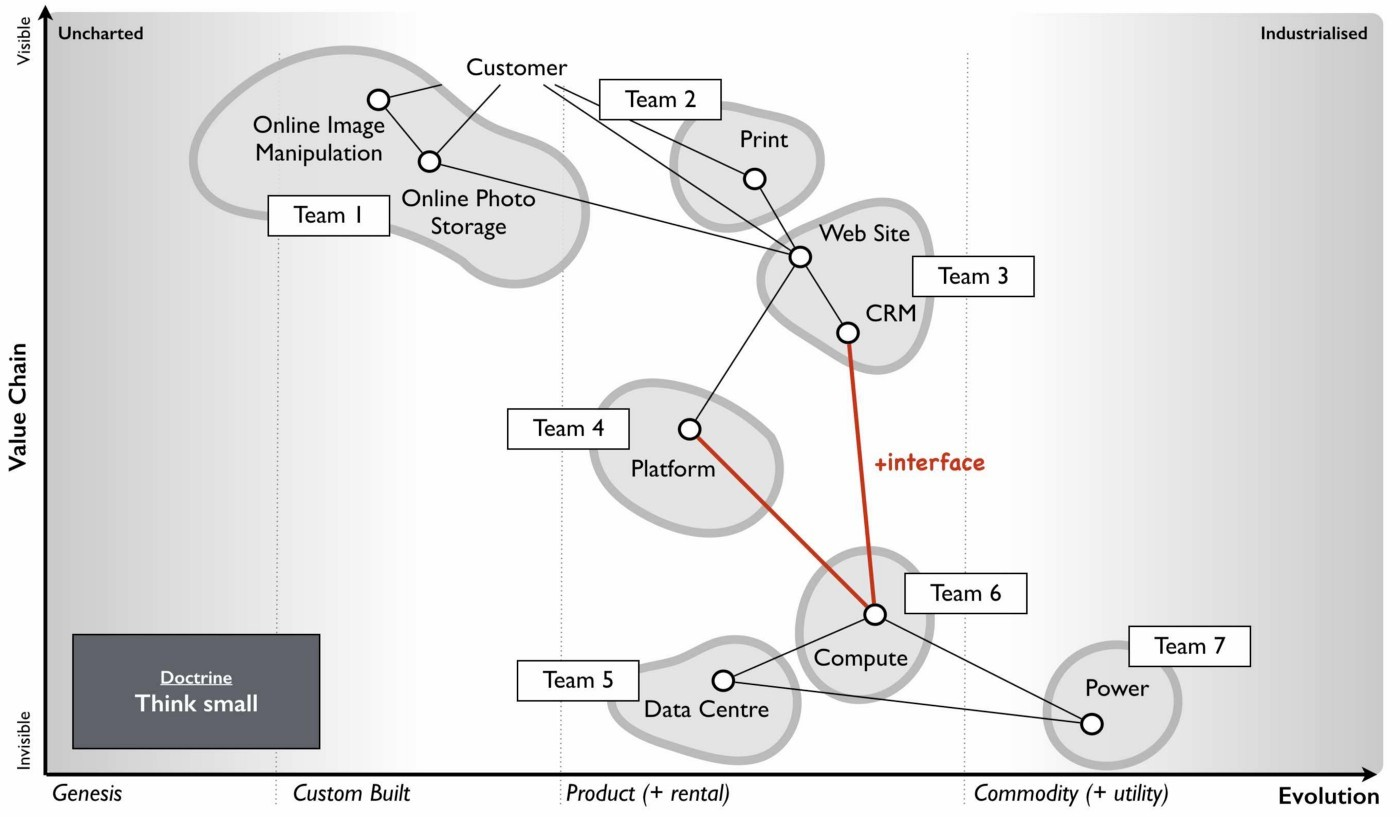 Visible
Uncharted
Industrialised
Customer
Team 2
Online Image
Manipulation
Print
Online Photo
Storage
Team 1
Web Site
Team 3
CRM
Value Chain
Team 4
Platform
+interface
Team 6
Compute
Team 7
Team 5
Data Centre
Power
Doctrine
Think small
Invisible
Genesis
Custom Built
Product (+ rental)
Commodity (+ utility)
Evolution